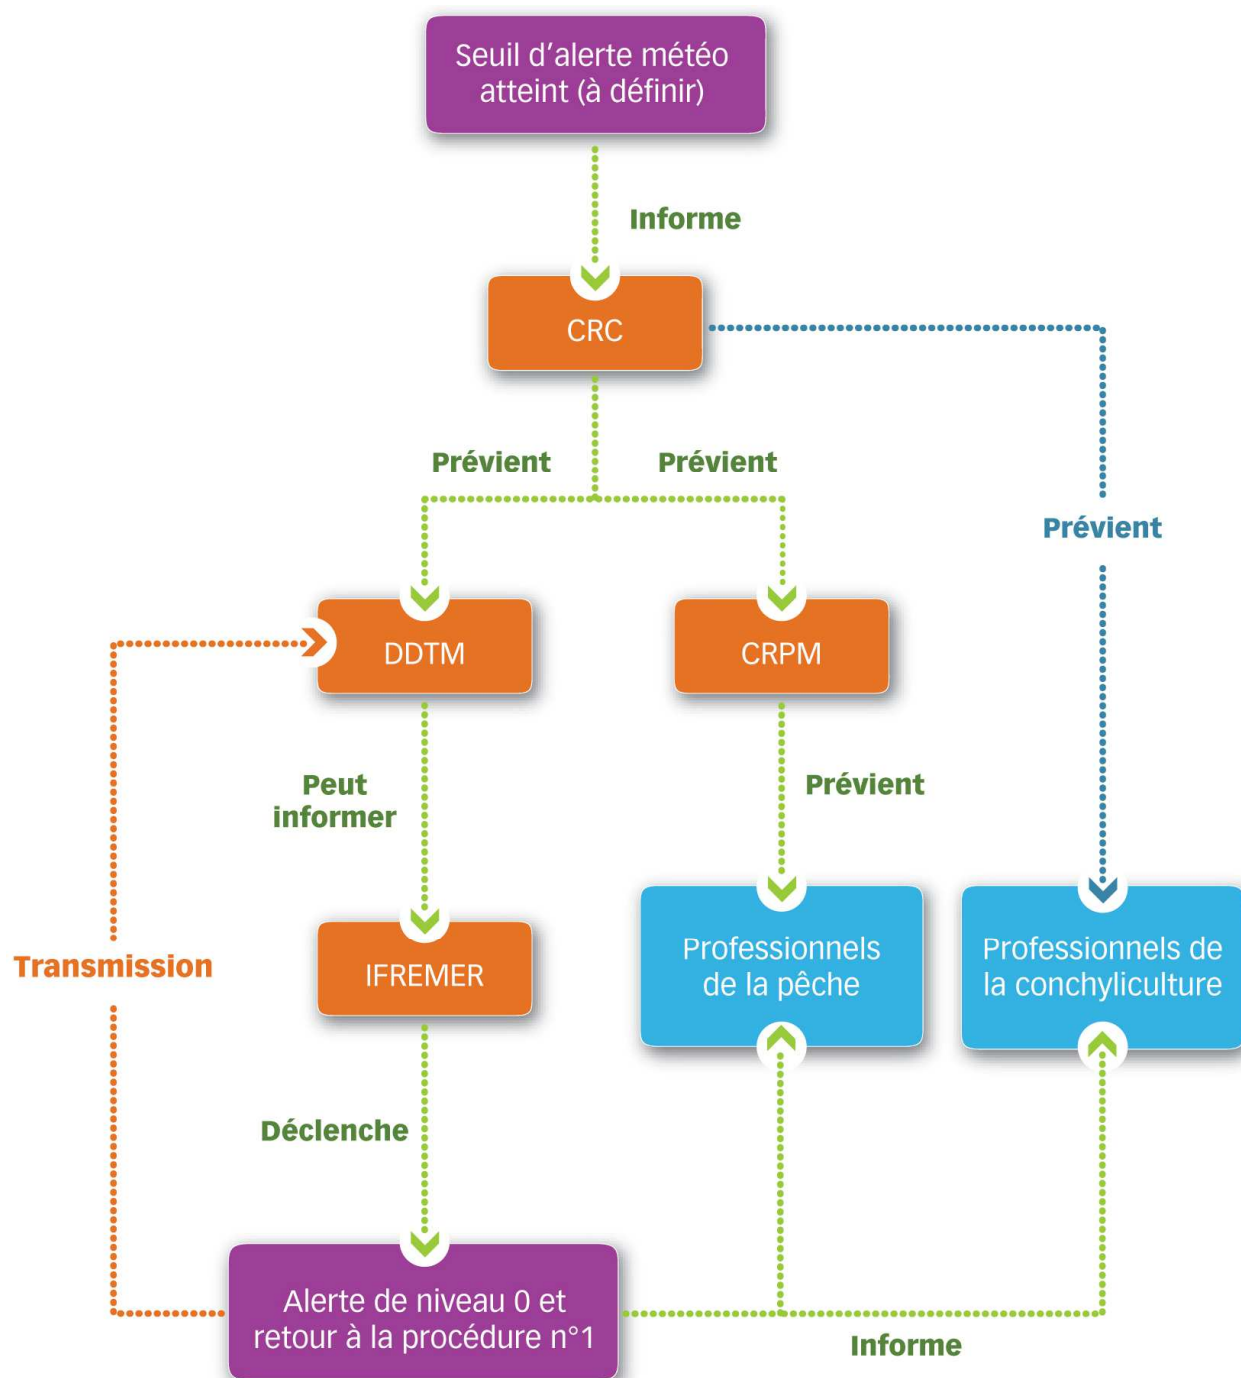 Seuil d'alerte météo
atteint (à définir)
Informe
CRC
Prévient
Prévient
Prévient
DDTM
CRPM
Peut
informer
Prévient
Transmission
IFREMER
Professionnels
de la pêche
Professionnels de
la conchyliculture
Déclenche
Alerte de niveau 0 et
retour à la procédure n°1
Informe